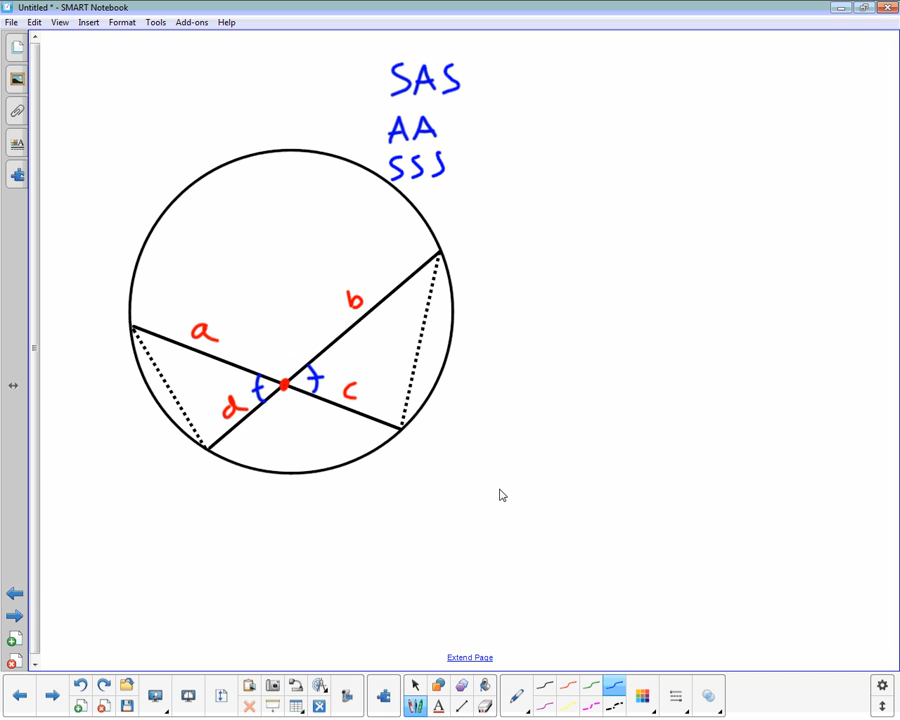 Untitled * - SMART Notebook
File Edit View Insert Format Tools Add-ons Help
SAS
AA
SSS
b
a
c
d
Extend Page